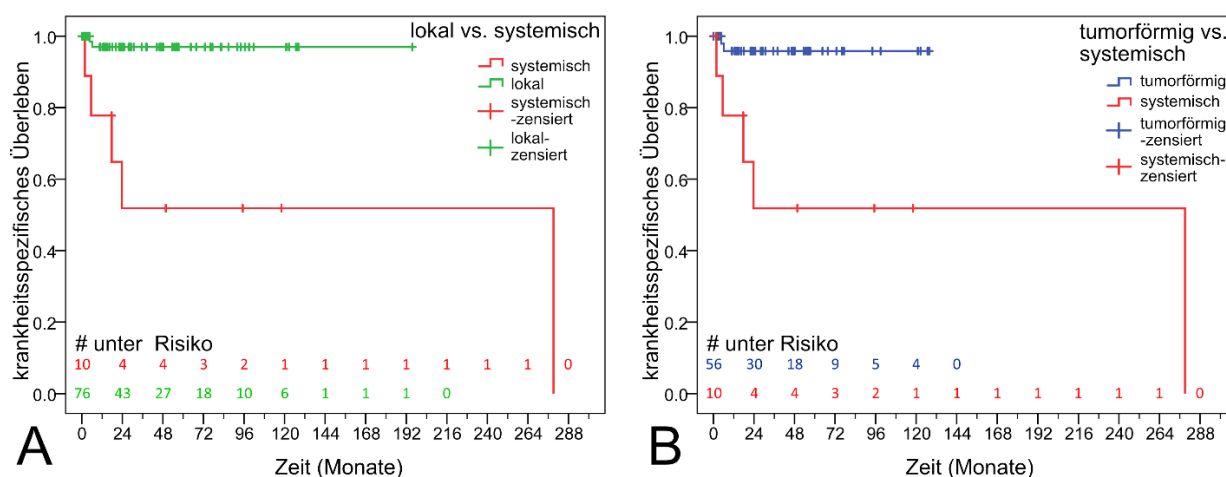 lokal vs. systemisch
systemisch
lokal
systemisch
-zensiert
lokal-
zensiert
krankheitsspezifisches Überleben
1.0
0.8
0.6
0.4
0.2
0.0
# unter Risiko
10 4 4 3 2 1 1 1 1 1 1 1 0
76 43 27 18 10 6 1 1 1 0
0 24 48 72 96 120 144 168 192 216 240 264 288
Zeit (Monate)
A
tumorförmig vs.
systemisch
tumorförmig
systemisch
tumorförmig
-zensiert
systemisch-
zensiert
krankheitsspezifisches Überleben
1.0
0.8
0.6
0.4
0.2
0.0
# unter Risiko
56 30 18 9 5 4 0
10 4 4 3 2 1 1 1 1 1 1 1 0
0 24 48 72 96 120 144 168 192 216 240 264 288
Zeit (Monate)
B